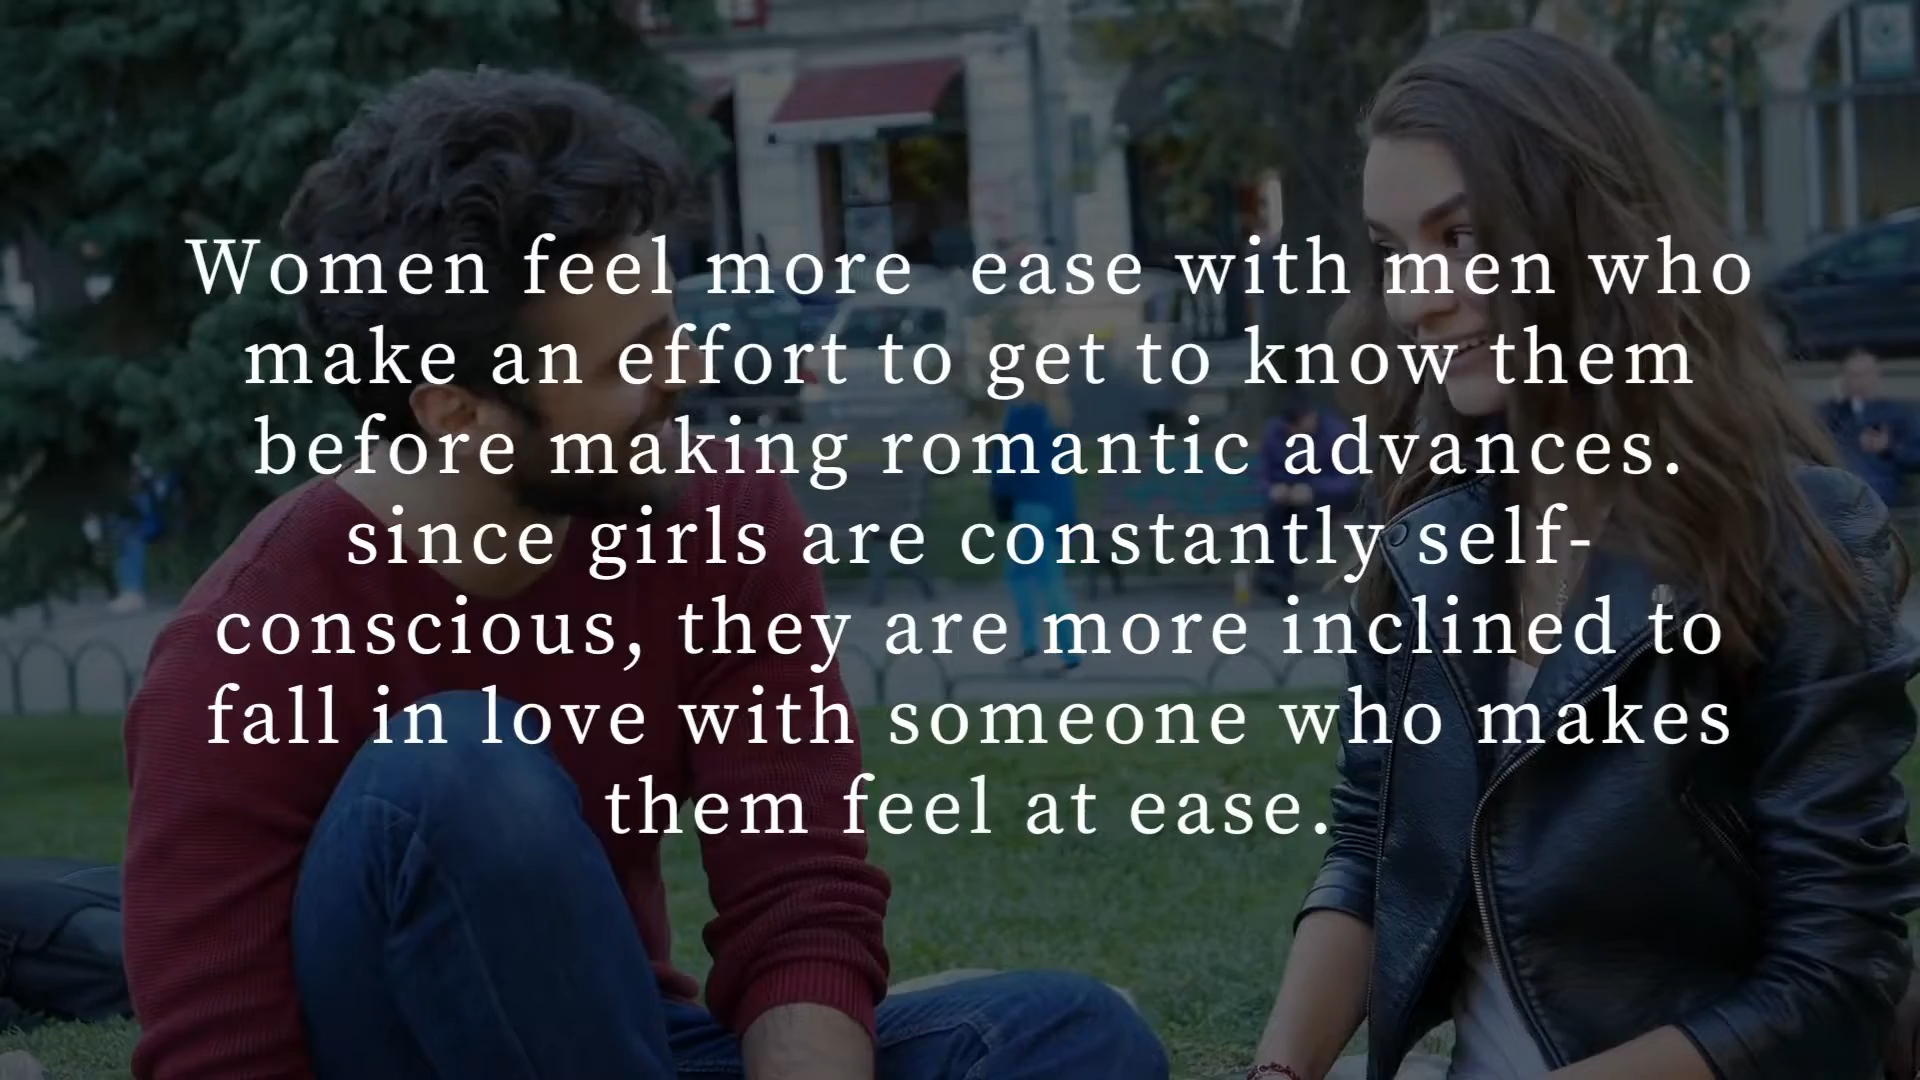 Women feel more  ease with men who
make an effort to get to know them
before making romantic advances.
since girls are constantly self-
conscious, they are more inclined to
fall in love with someone who makes
them feel at ease.